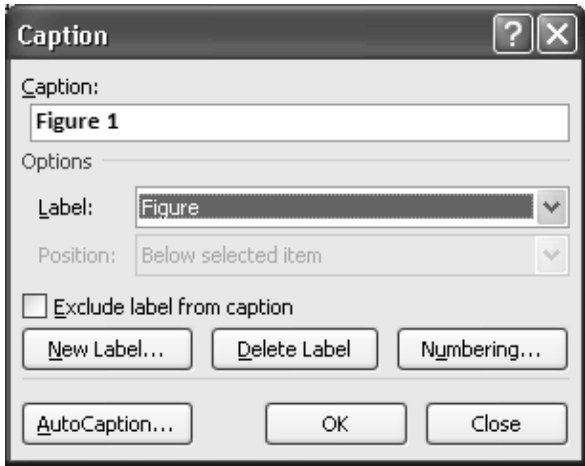 Caption
Caption:
Figure 1
Options
Label: Figure
Position: Below selected item
Exclude label from caption
New Label... Delete Label Numbering...
AutoCaption... OK Close